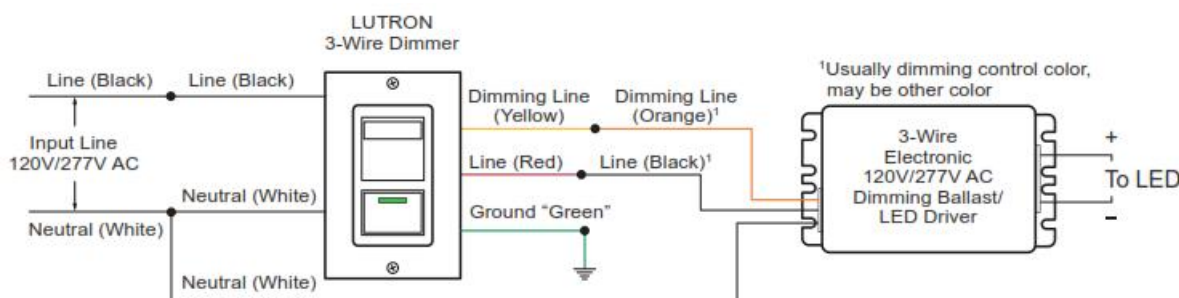 LUTRON
3-Wire Dimmer
Line (Black)
Line (Black)
Input Line
120V/277V AC
Neutral (White)
Neutral (White)
Neutral (White)
Dimming Line
(Yellow)
Dimming Line
(Orange)¹
Line (Red)
Line (Black)¹
Ground “Green”
¹Usually dimming control color,
may be other color
3-Wire
Electronic
120V/277V AC
Dimming Ballast/
LED Driver
+
To LED
-